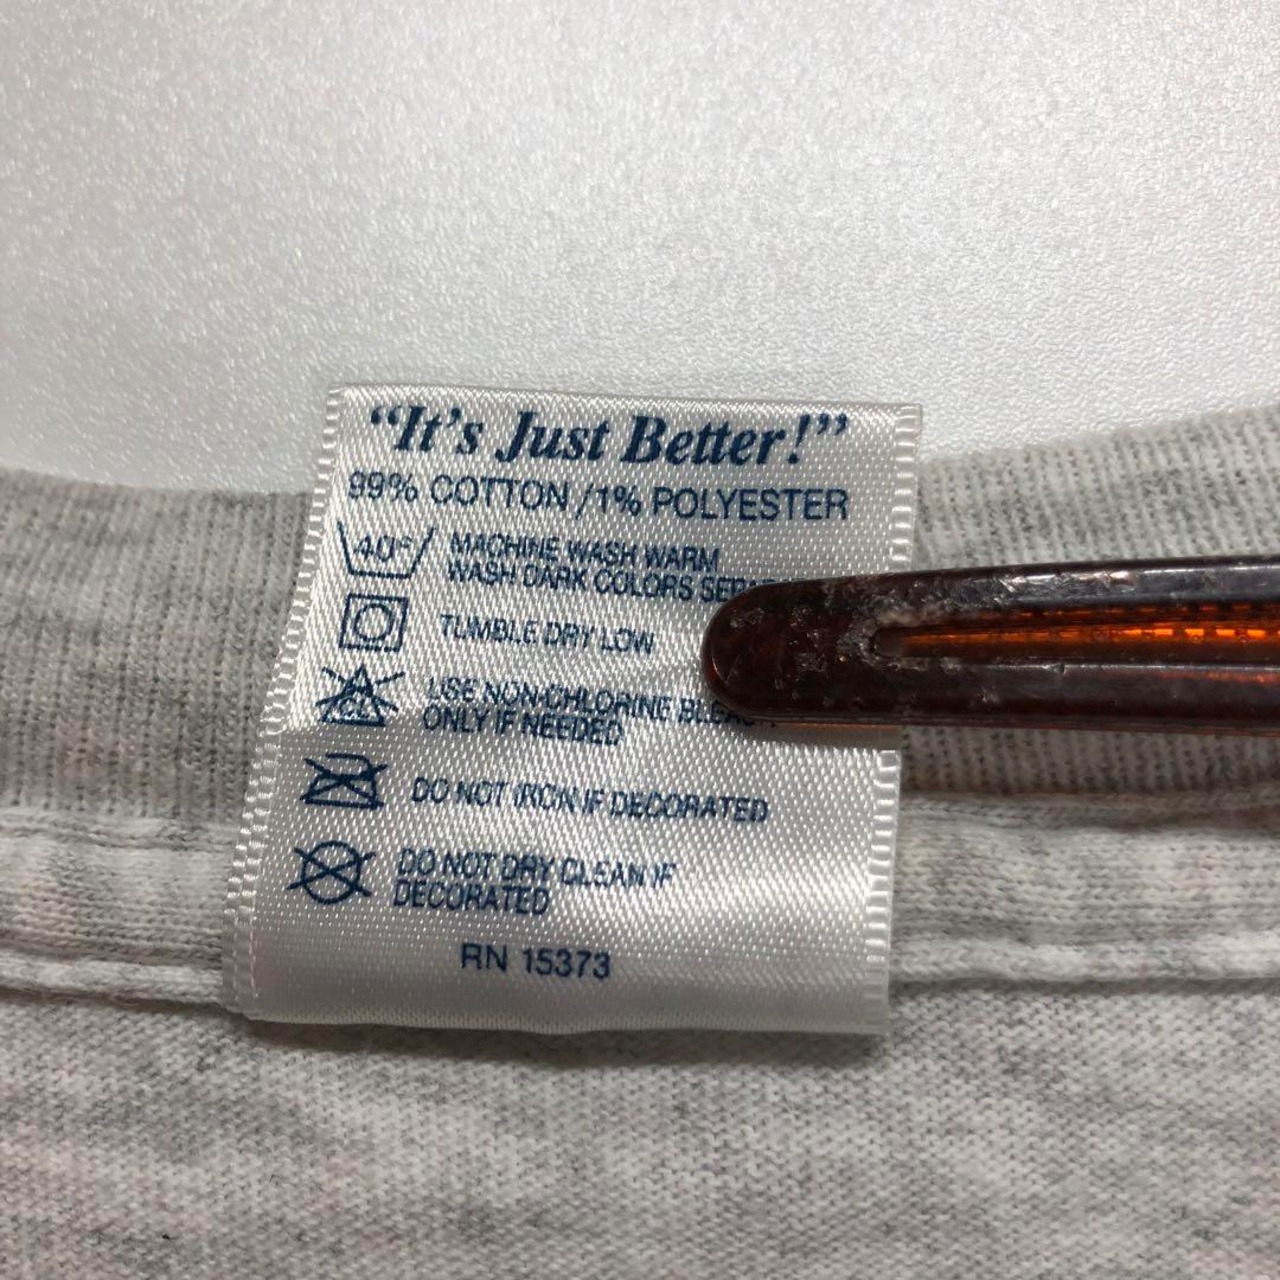 “It's Just Better!”
99% COTTON /1% POLYESTER
40° MACHINE WASH WARM
WASH DARK COLORS
TUMBLE DRY LOW
CL USE NON-CHLORINE
ONLY IF NEEDED
DO NOT IRON IF DECORATED
DO NOT DRY CLEAN IF
DECORATED
RN 15373